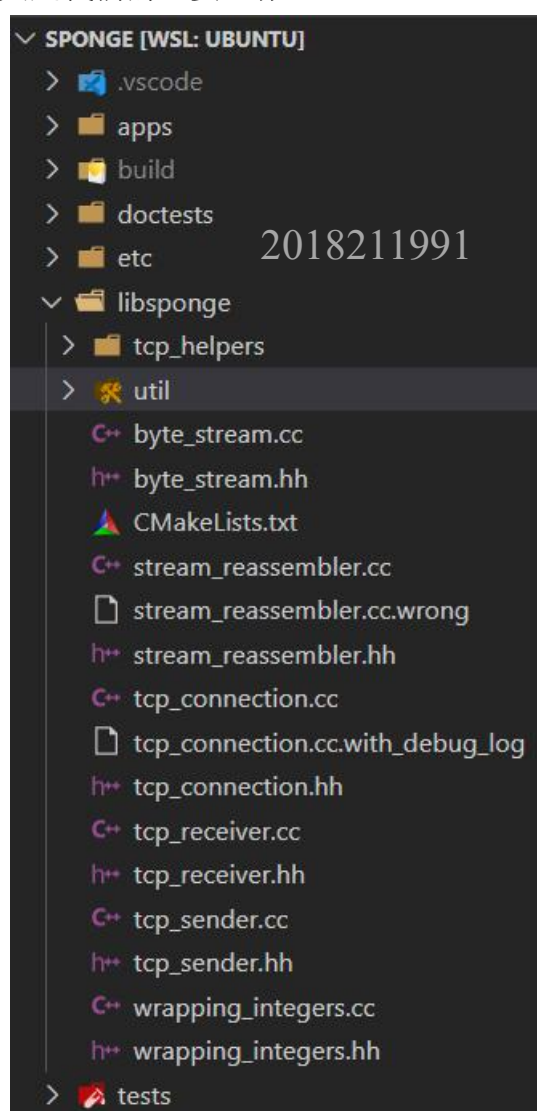 SPONGE [WSL: UBUNTU]
.vscode
apps
build
doctests
2018211991
etc
libsponge
tcp_helpers
util
C++ byte_stream.cc
h++ byte_stream.hh
CMakeLists.txt
C++ stream_reassembler.cc
stream_reassembler.cc.wrong
h++ stream_reassembler.hh
C++ tcp_connection.cc
tcp_connection.cc.with_debug_log
h++ tcp_connection.hh
C++ tcp_receiver.cc
h++ tcp_receiver.hh
C++ tcp_sender.cc
h++ tcp_sender.hh
C++ wrapping_integers.cc
h++ wrapping_integers.hh
tests